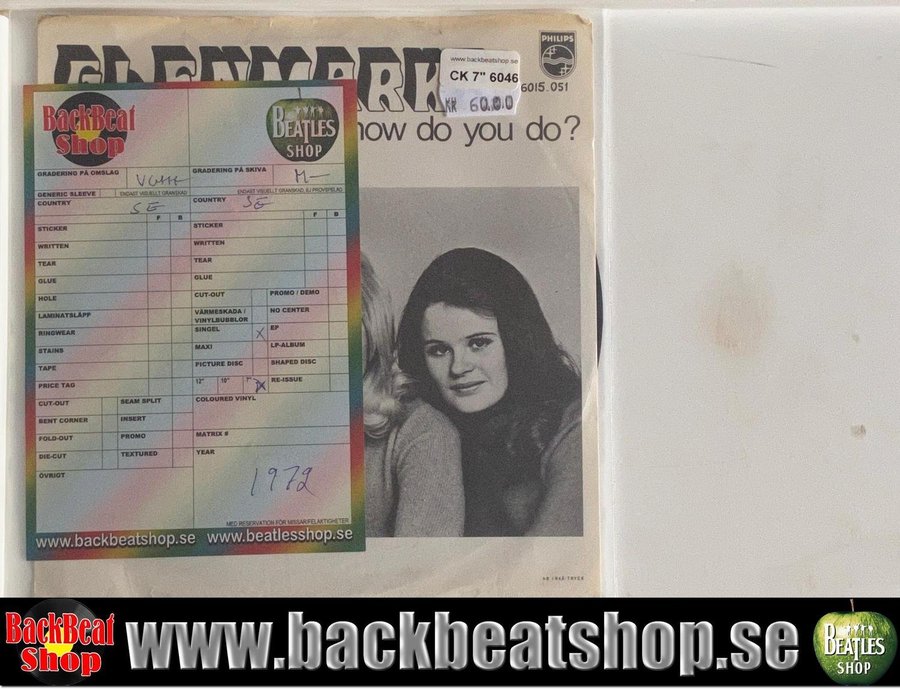 GLENMARK
PHILIPS
6015.051
www.backbeatshop.se
CK 7" 6046
KR 60.00
how do you do?
BackBeat
Shop
BEATLES
SHOP
GRADERING PÅ OMSLAG
VG++
GRADERING PÅ SKIVA
M-
GENERIC SLEEVE
ENDAST VISUELLT GRANSKAD
ENDAST VISUELLT GRANSKAD, EJ PROVSPELAD
COUNTRY
SE
COUNTRY
SE
F B
F B
STICKER
STICKER
WRITTEN
WRITTEN
TEAR
TEAR
GLUE
GLUE
HOLE
CUT-OUT
PROMO / DEMO
LAMINATSLÄPP
VÄRMESKADA /
VINYLBUBBLOR
NO CENTER
RINGWEAR
SINGEL
X
EP
STAINS
MAXI
LP-ALBUM
TAPE
PICTURE DISC
SHAPED DISC
PRICE TAG
12"
10"
7"
X
RE-ISSUE
CUT-OUT
SEAM SPLIT
COLOURED VINYL
BENT CORNER
INSERT
FOLD-OUT
PROMO
MATRIX #
DIE-CUT
TEXTURED
YEAR
ÖVRIGT
1972
MED RESERVATION FÖR MISSAR/FELAKTIGHETER
www.backbeatshop.se www.beatlesshop.se
BackBeat
Shop
www.backbeatshop.se
BEATLES
SHOP